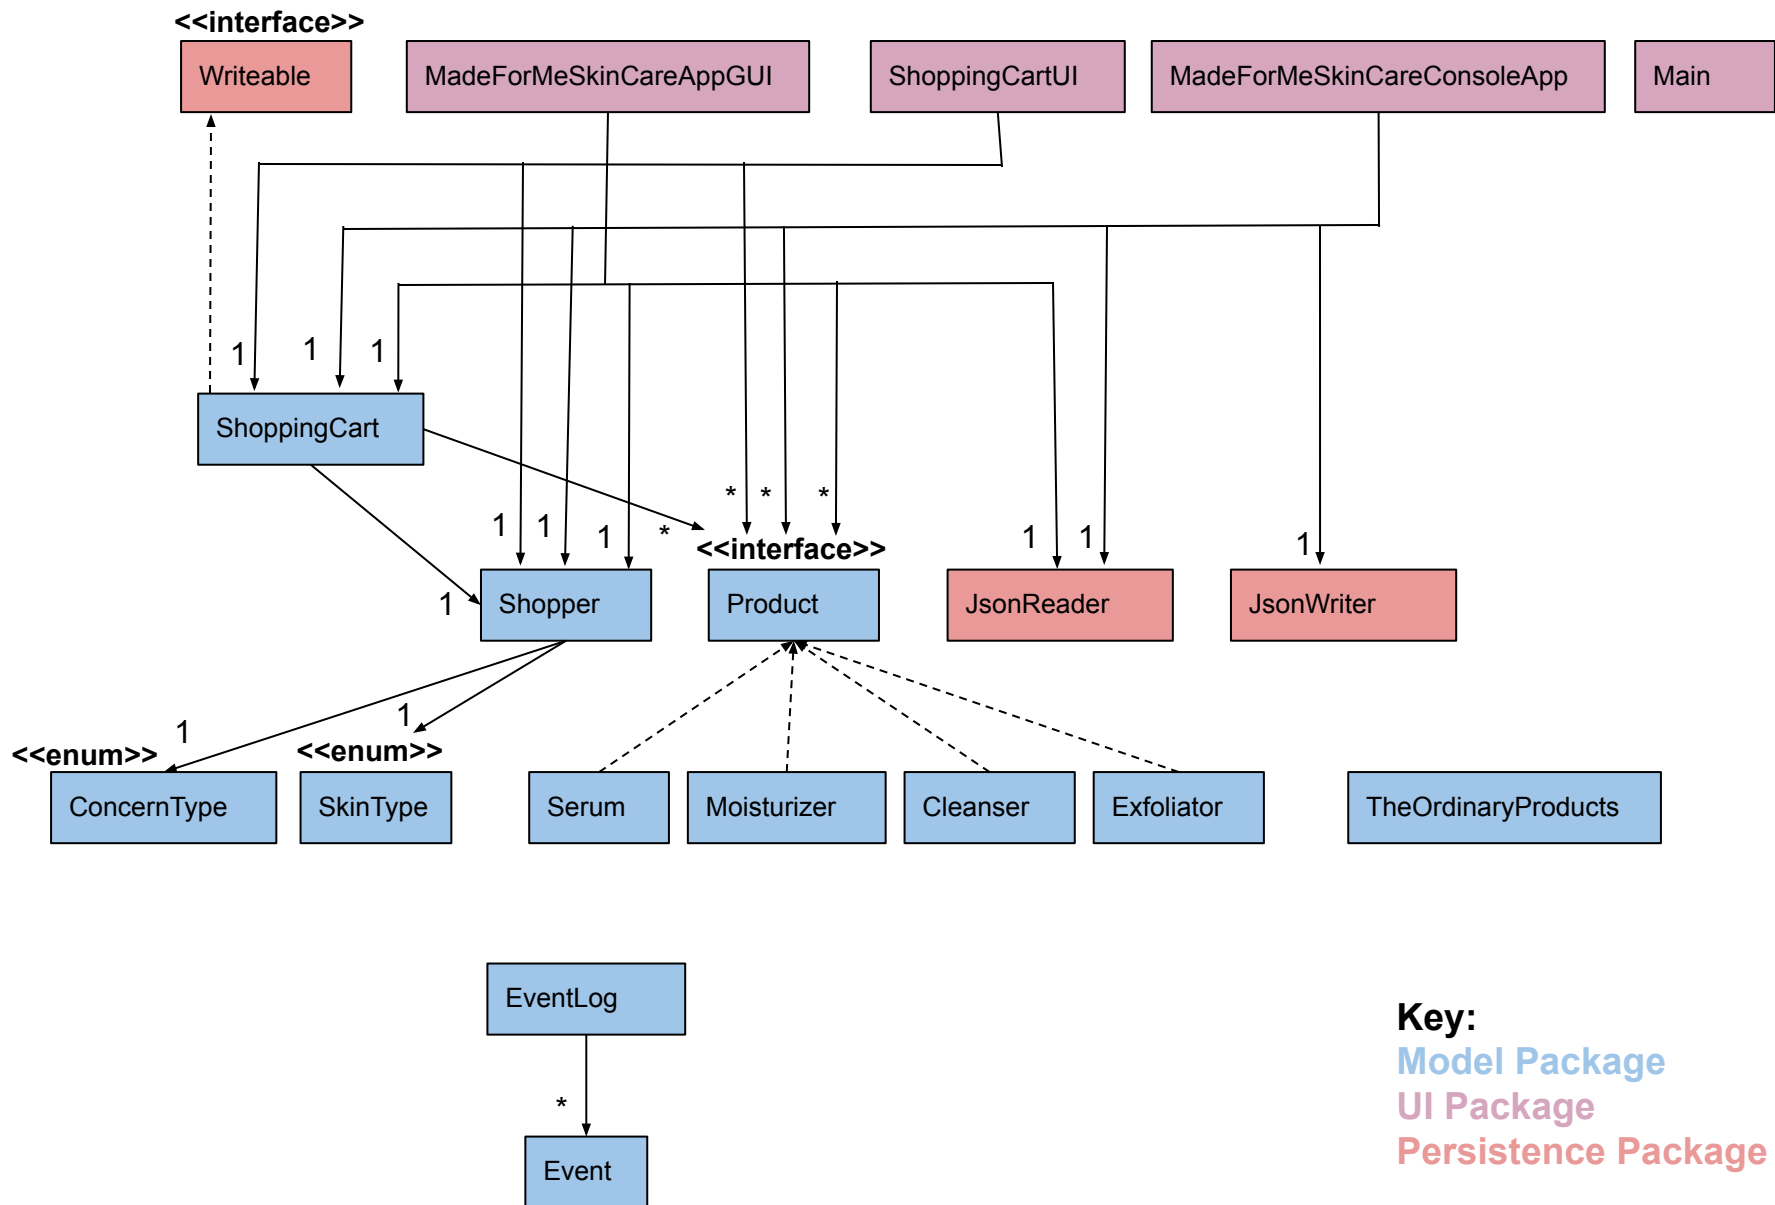 <<interface>>
Writeable
MadeForMeSkinCareAppGUI
ShoppingCartUI
MadeForMeSkinCareConsoleApp
Main
1
1
1
ShoppingCart
*
*
*
1
1
1
*
1
1
1
<<interface>>
1
Shopper
Product
JsonReader
JsonWriter
1
1
<<enum>>
<<enum>>
ConcernType
SkinType
Serum
Moisturizer
Cleanser
Exfoliator
TheOrdinaryProducts
EventLog
*
Event
Key:
Model Package
UI Package
Persistence Package